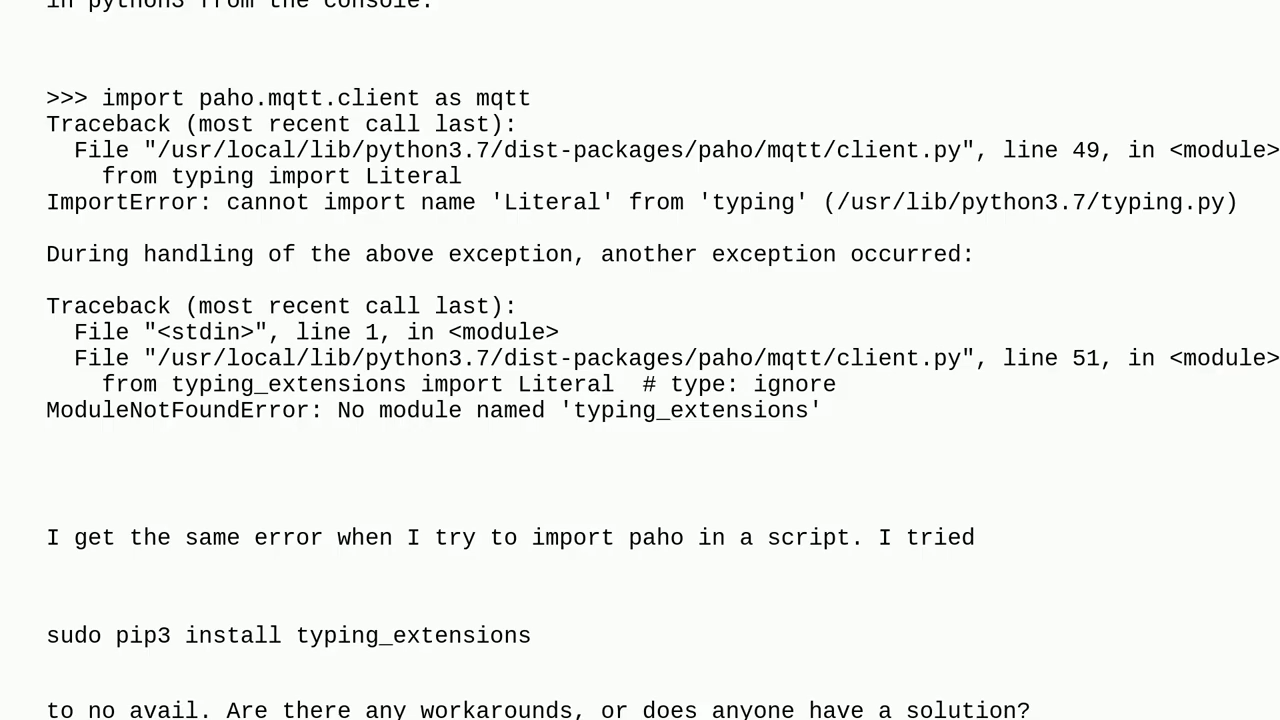 in python3 from the console.
>>> import paho.mqtt.client as mqtt
Traceback (most recent call last):
  File "/usr/local/lib/python3.7/dist-packages/paho/mqtt/client.py", line 49, in <module>
    from typing import Literal
ImportError: cannot import name 'Literal' from 'typing' (/usr/lib/python3.7/typing.py)
During handling of the above exception, another exception occurred:
Traceback (most recent call last):
  File "<stdin>", line 1, in <module>
  File "/usr/local/lib/python3.7/dist-packages/paho/mqtt/client.py", line 51, in <module>
    from typing_extensions import Literal  # type: ignore
ModuleNotFoundError: No module named 'typing_extensions'
I get the same error when I try to import paho in a script. I tried
sudo pip3 install typing_extensions
to no avail. Are there any workarounds, or does anyone have a solution?